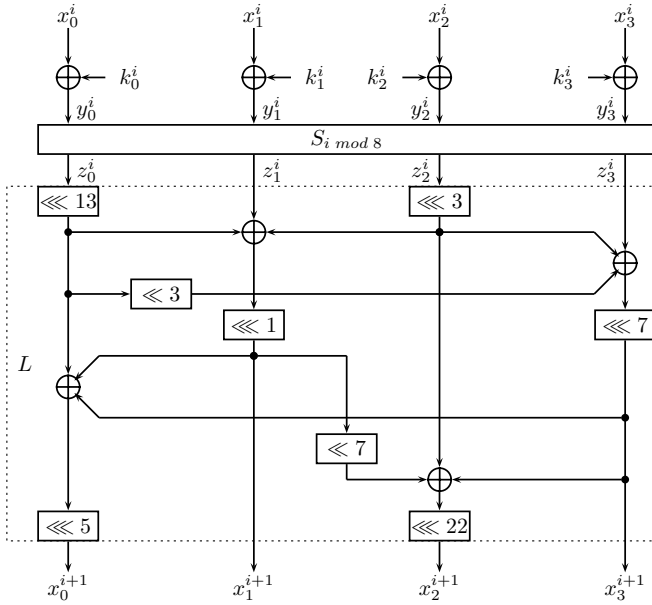 x_0^i x_1^i x_2^i x_3^i
k_0^i k_1^i k_2^i k_3^i
y_0^i y_1^i y_2^i y_3^i
S_{i mod 8}
z_0^i z_1^i z_2^i z_3^i
⋘ 13 ⋘ 3
≪ 3
⋘ 1 ⋘ 7
L
≪ 7
⋘ 5 ⋘ 22
x_0^{i+1} x_1^{i+1} x_2^{i+1} x_3^{i+1}